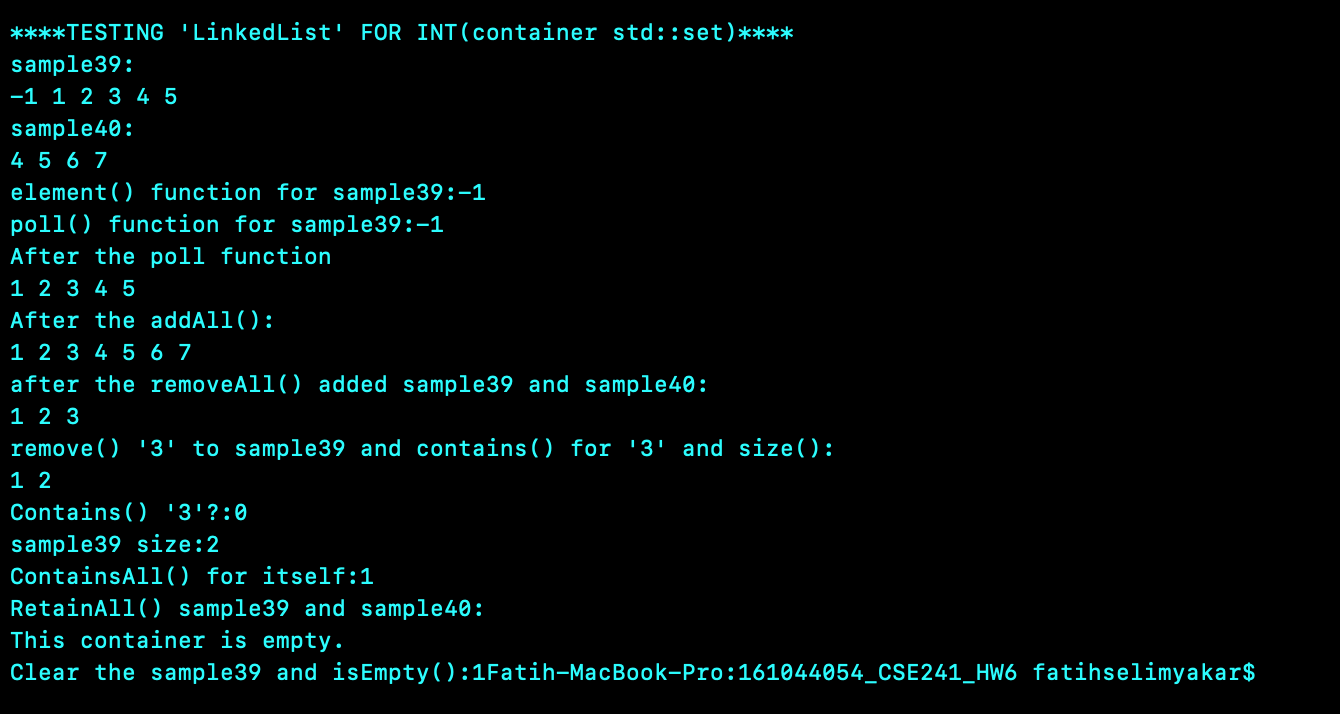 ****TESTING 'LinkedList' FOR INT(container std::set)****
sample39:
-1 1 2 3 4 5
sample40:
4 5 6 7
element() function for sample39:-1
poll() function for sample39:-1
After the poll function
1 2 3 4 5
After the addAll():
1 2 3 4 5 6 7
after the removeAll() added sample39 and sample40:
1 2 3
remove() '3' to sample39 and contains() for '3' and size():
1 2
Contains() '3'?:0
sample39 size:2
ContainsAll() for itself:1
RetainAll() sample39 and sample40:
This container is empty.
Clear the sample39 and isEmpty():1Fatih-MacBook-Pro:161044054_CSE241_HW6 fatihselimyakar$